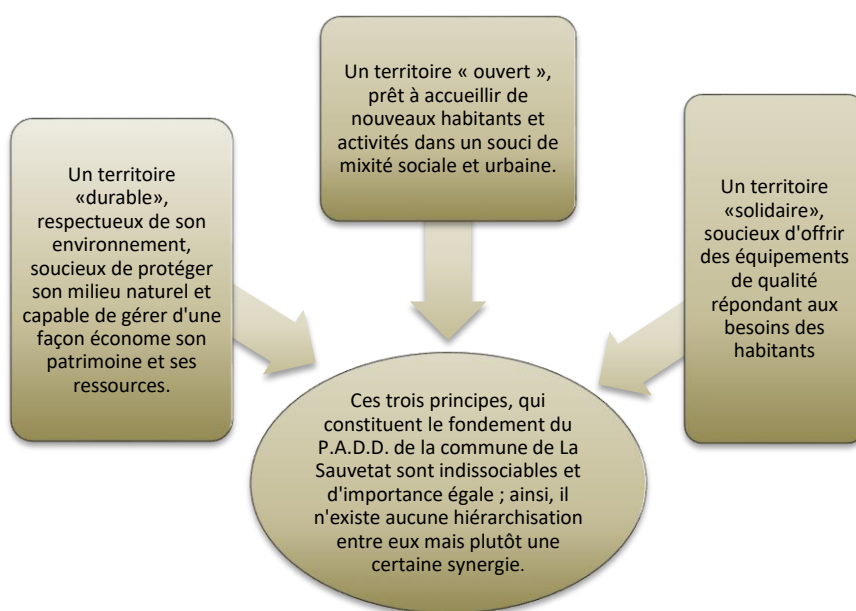 Un territoire « ouvert »,
prêt à accueillir de
nouveaux habitants et
activités dans un souci de
mixité sociale et urbaine.
Un territoire
«durable»,
respectueux de son
environnement,
soucieux de protéger
son milieu naturel et
capable de gérer d'une
façon économe son
patrimoine et ses
ressources.
Un territoire
«solidaire»,
soucieux d'offrir
des équipements
de qualité
répondant aux
besoins des
habitants
Ces trois principes, qui
constituent le fondement du
P.A.D.D. de la commune de La
Sauvetat sont indissociables et
d'importance égale ; ainsi, il
n'existe aucune hiérarchisation
entre eux mais plutôt une
certaine synergie.